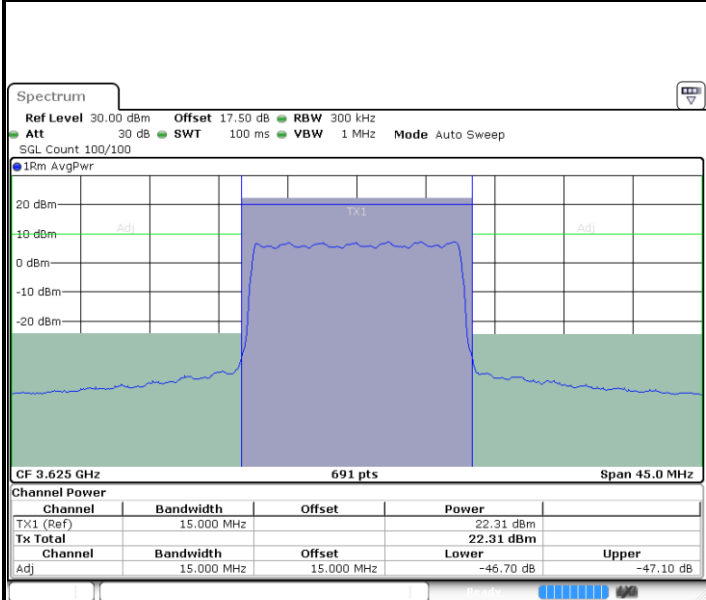 Spectrum
Ref Level 30.00 dBm Offset 17.50 dB RBW 300 kHz
Att 30 dB SWT 100 ms VBW 1 MHz Mode Auto Sweep
SGL Count 100/100
1Rm AvgPwr
20 dBm
TX1
Adj
Adj
10 dBm
0 dBm
-10 dBm
-20 dBm
CF 3.625 GHz 691 pts Span 45.0 MHz
Channel Power
Channel Bandwidth Offset Power
TX1 (Ref) 15.000 MHz 22.31 dBm
Tx Total 22.31 dBm
Channel Bandwidth Offset Lower Upper
Adj 15.000 MHz 15.000 MHz -46.70 dB -47.10 dB
Ready